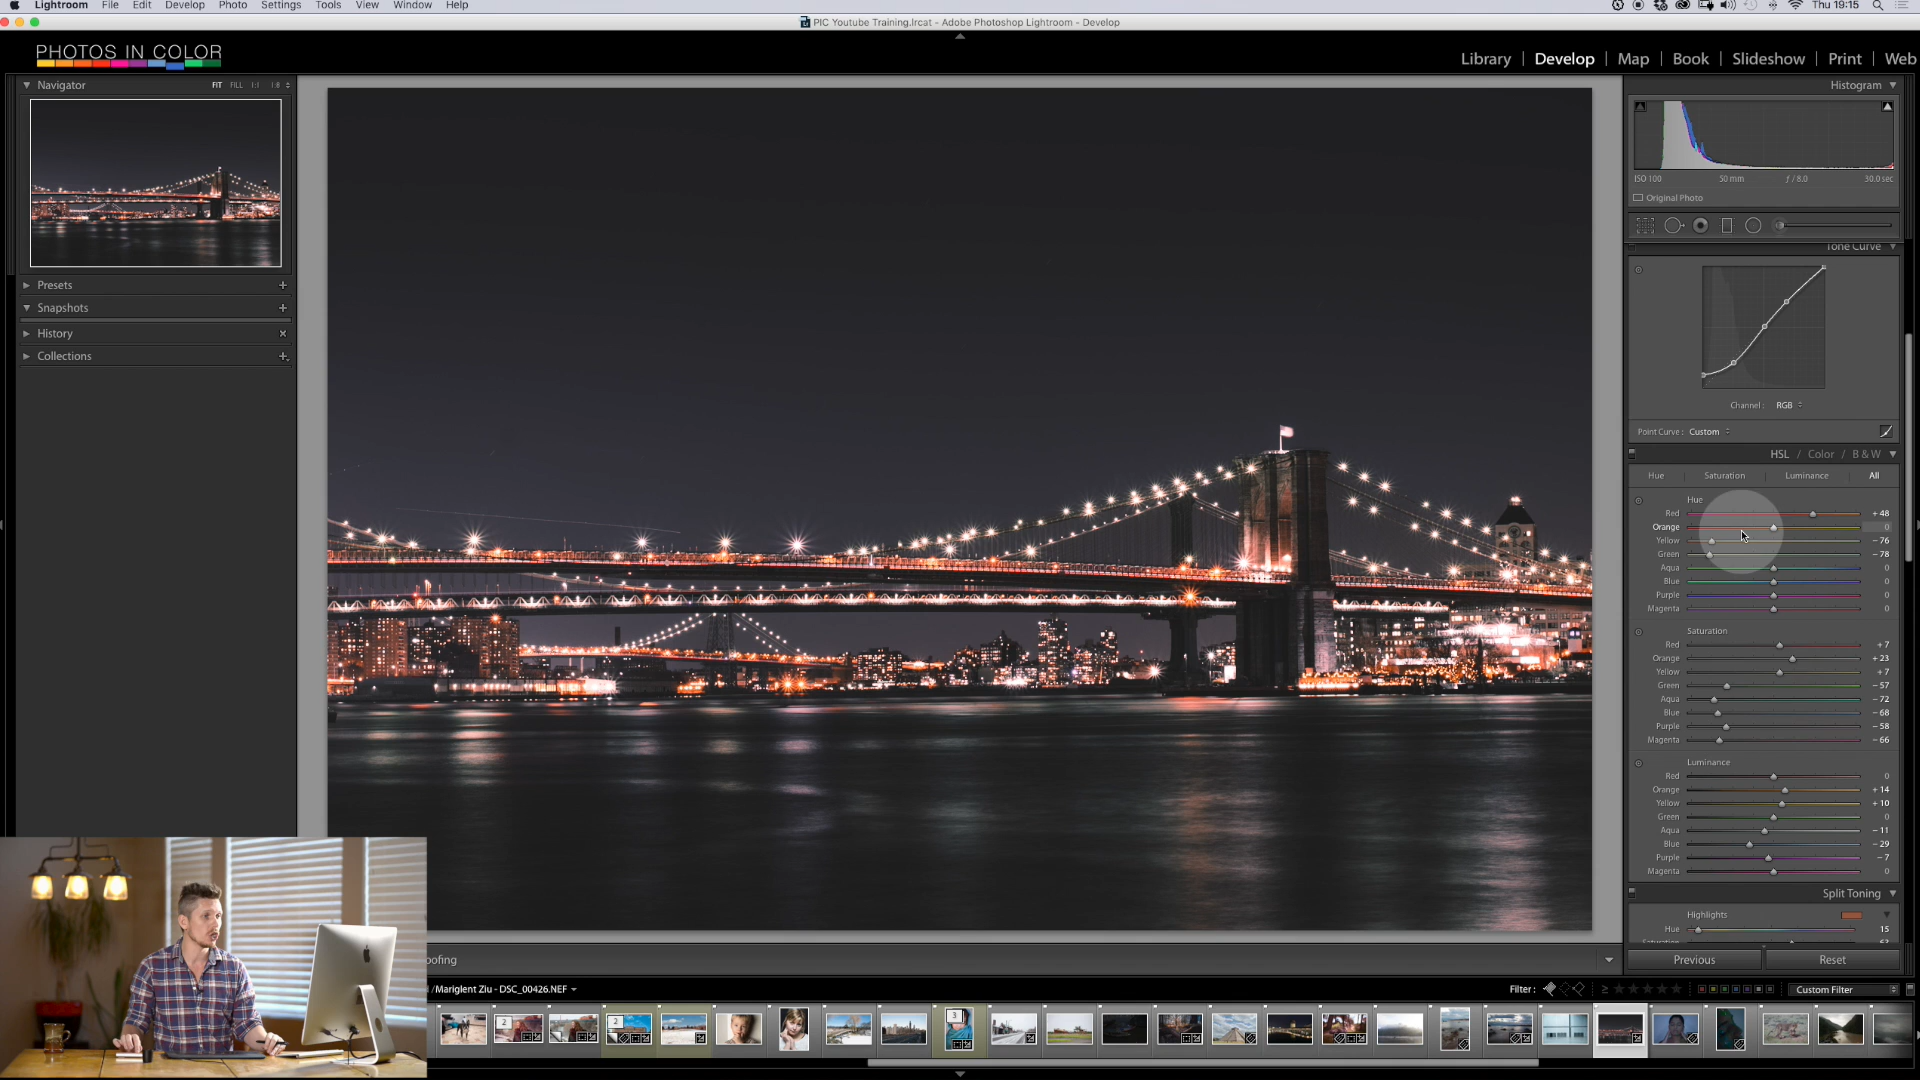 Lightroom File Edit Develop Photo Settings Tools View Window Help Thu 19:15
PIC Youtube Training.lrcat - Adobe Photoshop Lightroom - Develop
PHOTOS IN COLOR
Library | Develop | Map | Book | Slideshow | Print | Web
Navigator FIT FILL 1:1 1:8
Presets
Snapshots
History
Collections
Histogram
ISO 100 50 mm ƒ / 8.0 30.0 sec
Original Photo
Tone Curve
Channel : RGB
Point Curve : Custom
HSL / Color / B & W
Hue Saturation Luminance All
Hue
Red + 48
Orange 0
Yellow - 76
Green - 78
Aqua 0
Blue 0
Purple 0
Magenta 0
Saturation
Red + 7
Orange + 23
Yellow + 7
Green - 57
Aqua - 72
Blue - 68
Purple - 58
Magenta - 66
Luminance
Red 0
Orange + 14
Yellow + 10
Green 0
Aqua - 11
Blue - 29
Purple - 7
Magenta 0
Split Toning
Highlights
Hue 15
Saturation 63
Previous Reset
oofing
/Mariglent Ziu - DSC_00426.NEF
Filter : ≥ ★★★★★ Custom Filter
2 2 3